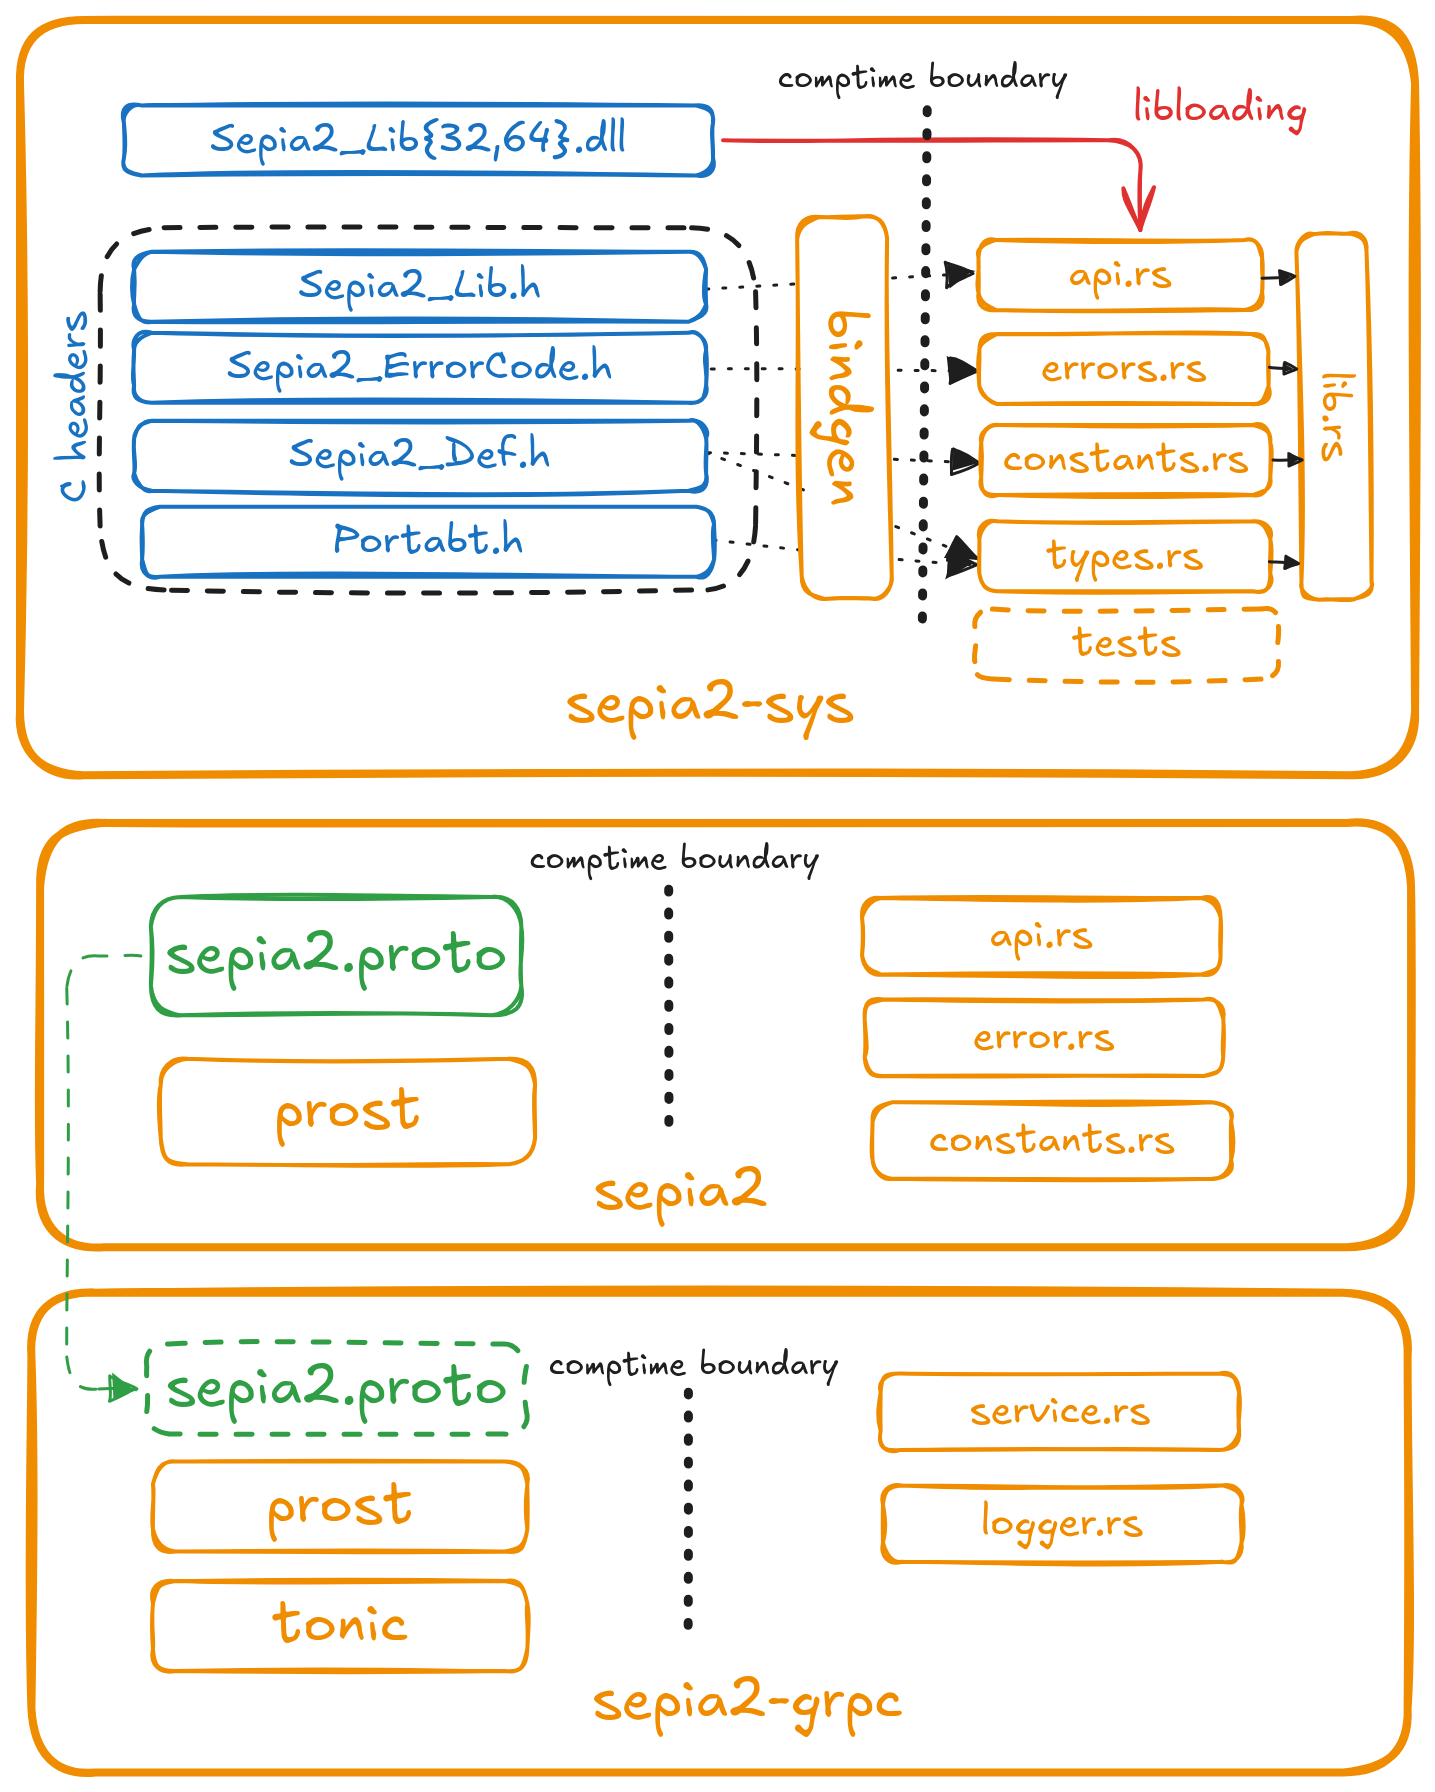 comptime boundary
libloading
Sepia2_Lib{32,64}.dll
C headers
Sepia2_Lib.h
Sepia2_ErrorCode.h
Sepia2_Def.h
Portabt.h
bindgen
api.rs
errors.rs
constants.rs
types.rs
tests
lib.rs
sepia2-sys
comptime boundary
sepia2.proto
prost
api.rs
error.rs
constants.rs
sepia2
comptime boundary
sepia2.proto
prost
tonic
service.rs
logger.rs
sepia2-grpc